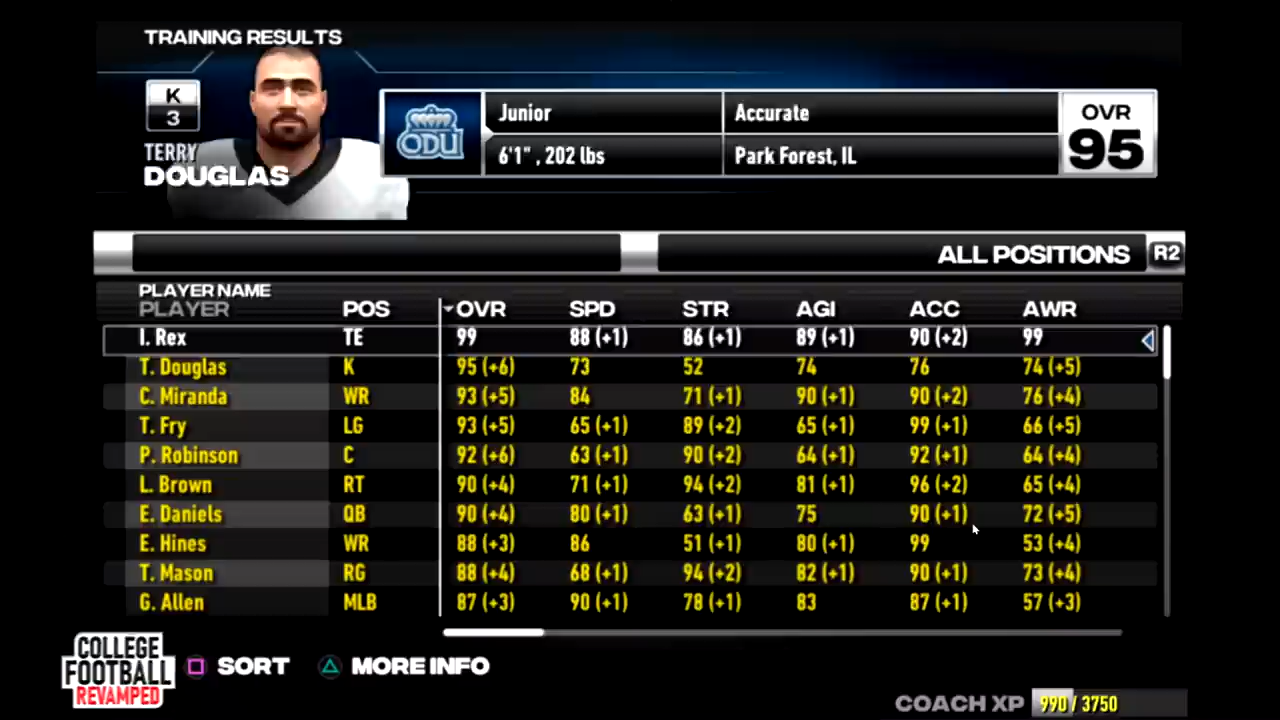 TRAINING RESULTS
K
3
TERRY
DOUGLAS
ODU
Junior
Accurate
6'1" , 202 lbs
Park Forest, IL
OVR
95
ALL POSITIONS R2
PLAYER NAME
PLAYER POS OVR SPD STR AGI ACC AWR
I. Rex TE 99 88 (+1) 86 (+1) 89 (+1) 90 (+2) 99
T. Douglas K 95 (+6) 73 52 74 76 74 (+5)
C. Miranda WR 93 (+5) 84 71 (+1) 90 (+1) 90 (+2) 76 (+4)
T. Fry LG 93 (+5) 65 (+1) 89 (+2) 65 (+1) 99 (+1) 66 (+5)
P. Robinson C 92 (+6) 63 (+1) 90 (+2) 64 (+1) 92 (+1) 64 (+4)
L. Brown RT 90 (+4) 71 (+1) 94 (+2) 81 (+1) 96 (+2) 65 (+4)
E. Daniels QB 90 (+4) 80 (+1) 63 (+1) 75 90 (+1) 72 (+5)
E. Hines WR 88 (+3) 86 51 (+1) 80 (+1) 99 53 (+4)
T. Mason RG 88 (+4) 68 (+1) 94 (+2) 82 (+1) 90 (+1) 73 (+4)
G. Allen MLB 87 (+3) 90 (+1) 78 (+1) 83 87 (+1) 57 (+3)
COLLEGE
FOOTBALL
REVAMPED
SORT MORE INFO
COACH XP 990 / 3750